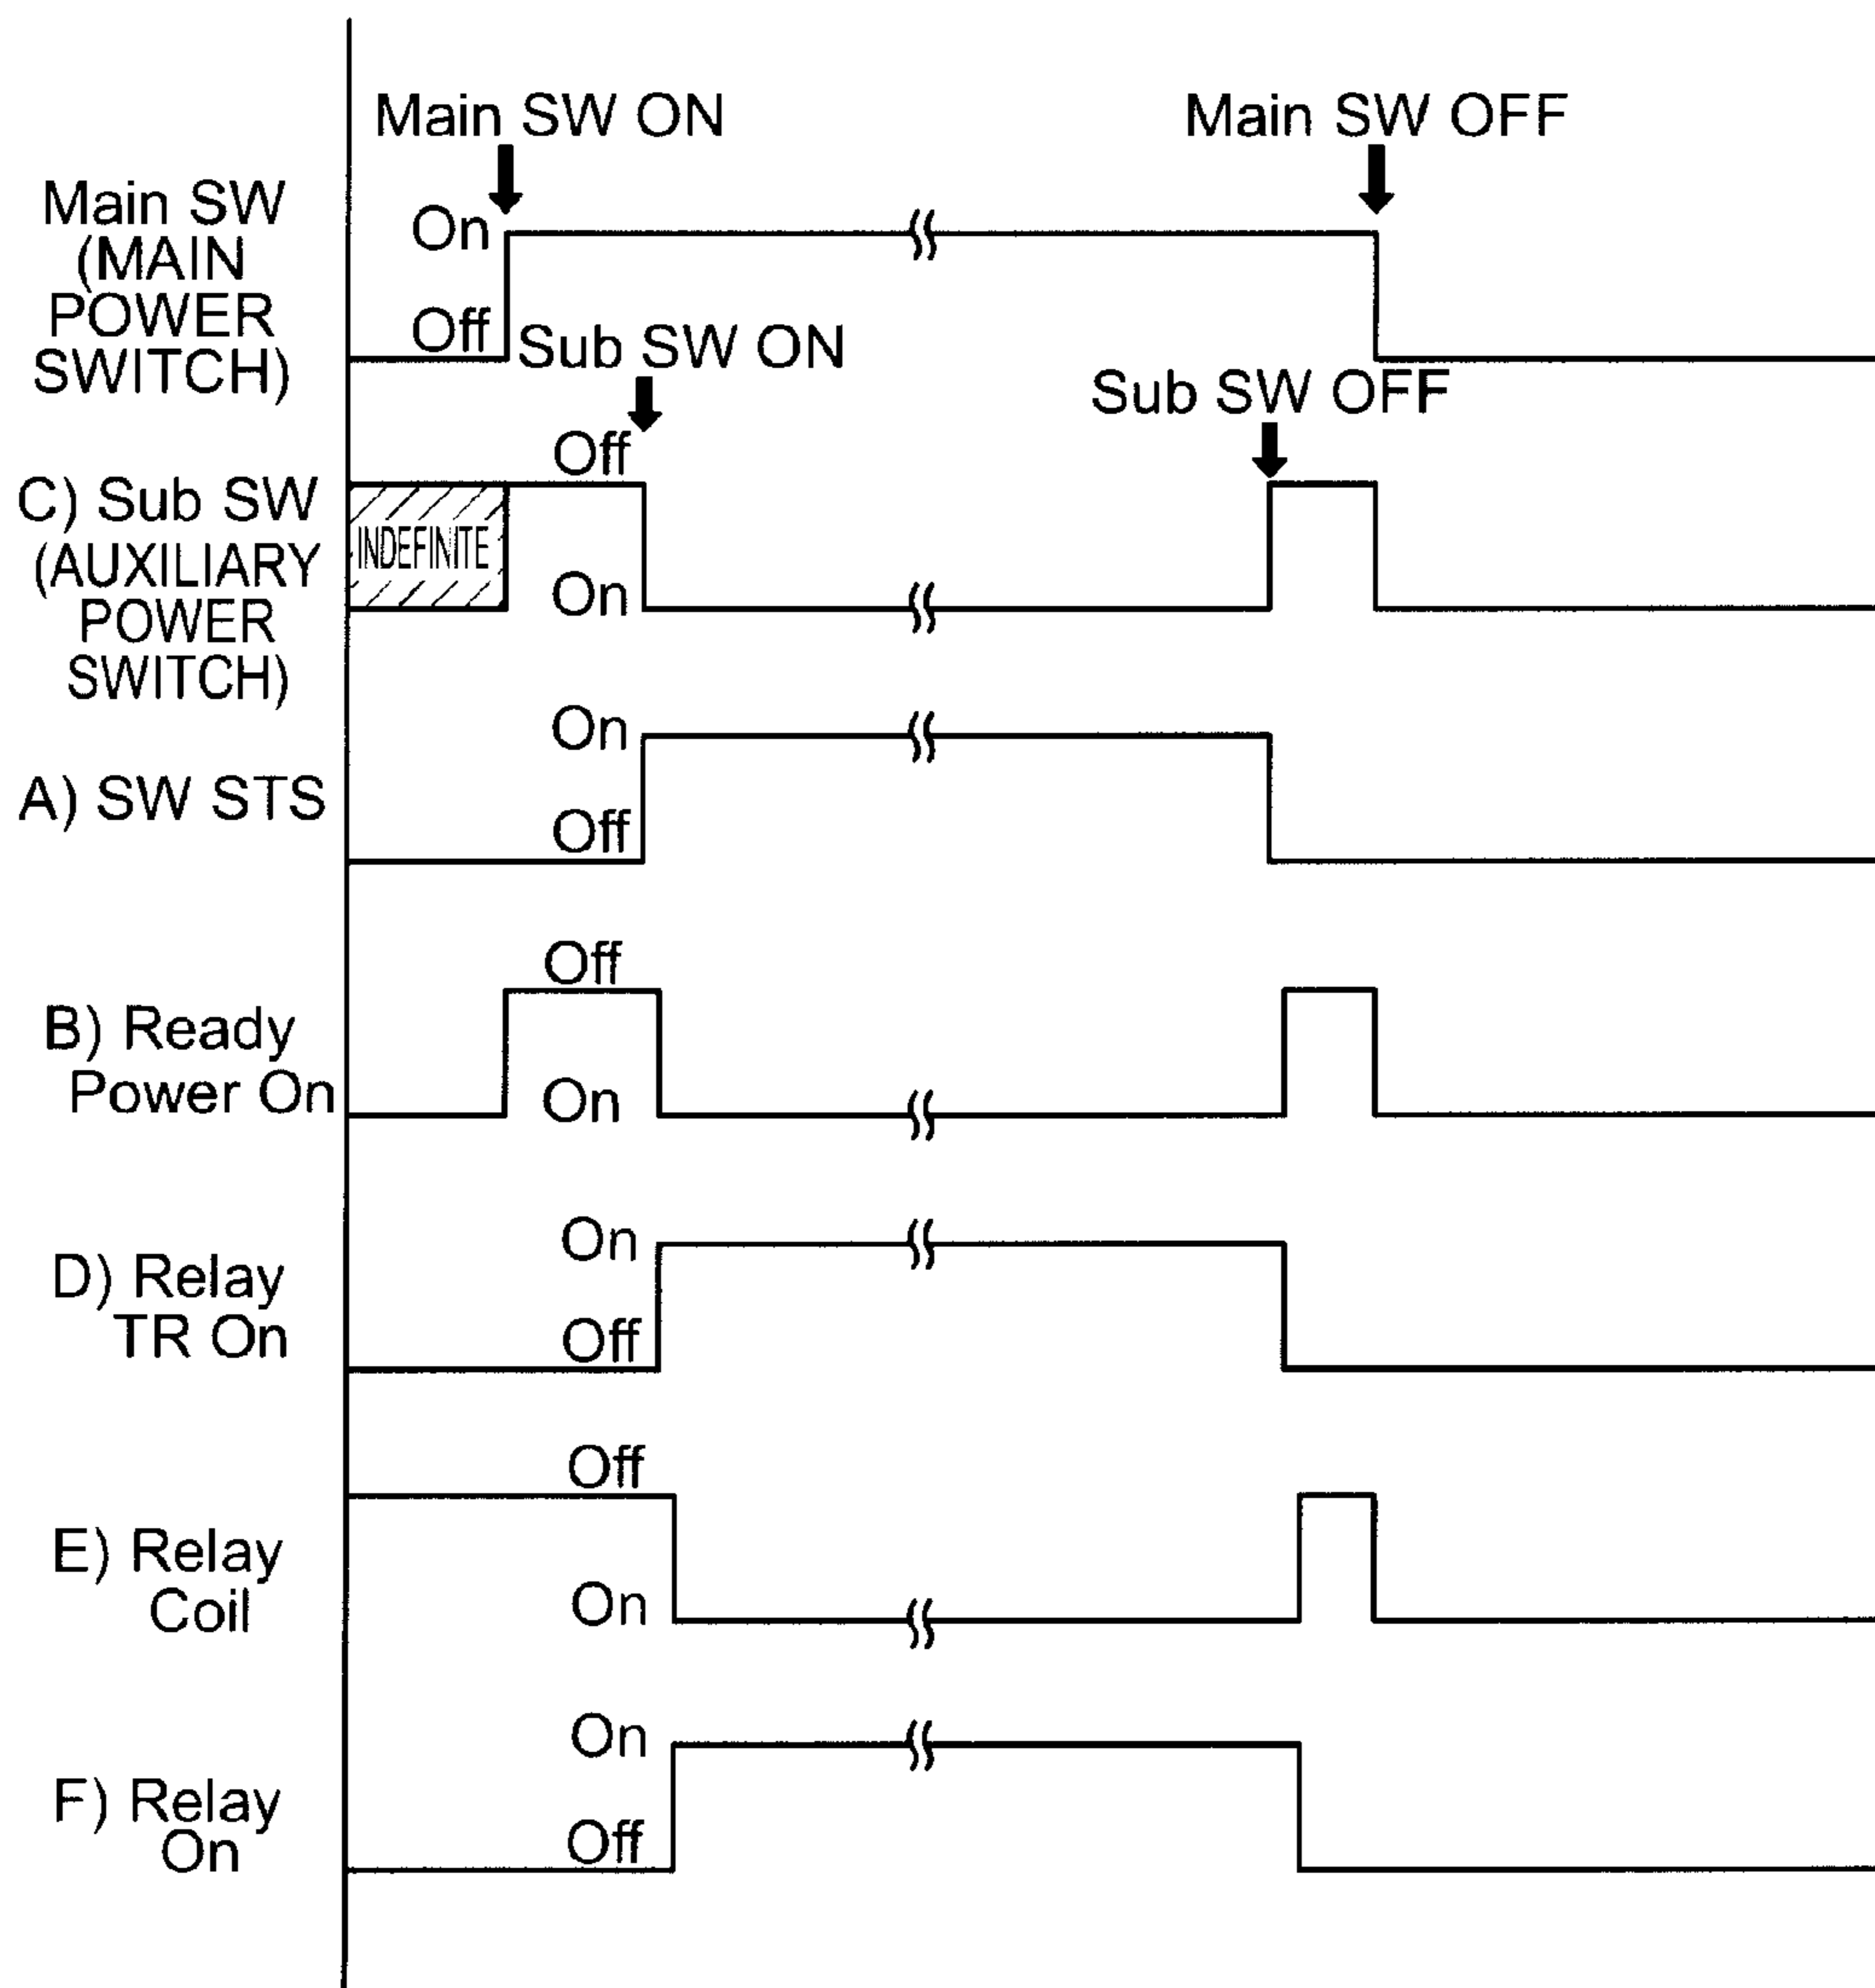 Main SW ON
Main SW OFF
Main SW
(MAIN
POWER
SWITCH)
On
Off
Sub SW ON
Sub SW OFF
C) Sub SW
(AUXILIARY
POWER
SWITCH)
Off
INDEFINITE
On
A) SW STS
On
Off
B) Ready
Power On
Off
On
D) Relay
TR On
On
Off
E) Relay
Coil
Off
On
F) Relay
On
On
Off